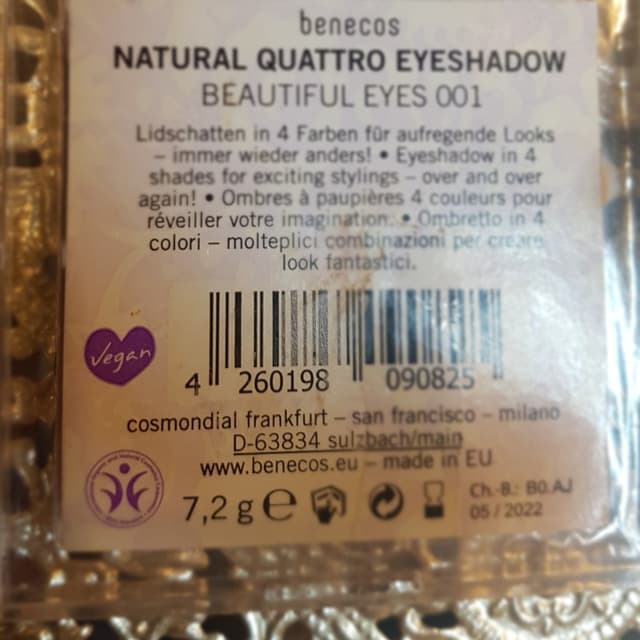 benecos
NATURAL QUATTRO EYESHADOW
BEAUTIFUL EYES 001
Lidschatten in 4 Farben für aufregende Looks
– immer wieder anders! • Eyeshadow in 4
shades for exciting stylings – over and over
again! • Ombres à paupières 4 couleurs pour
réveiller votre imagination. • Ombretto in 4
colori – molteplici combinazioni per creare
look fantastici.
vegan
4 260198 090825
cosmondial frankfurt – san francisco – milano
D-63834 sulzbach/main
www.benecos.eu – made in EU
7,2 g e
Ch.-B.: B0.AJ
05 / 2022